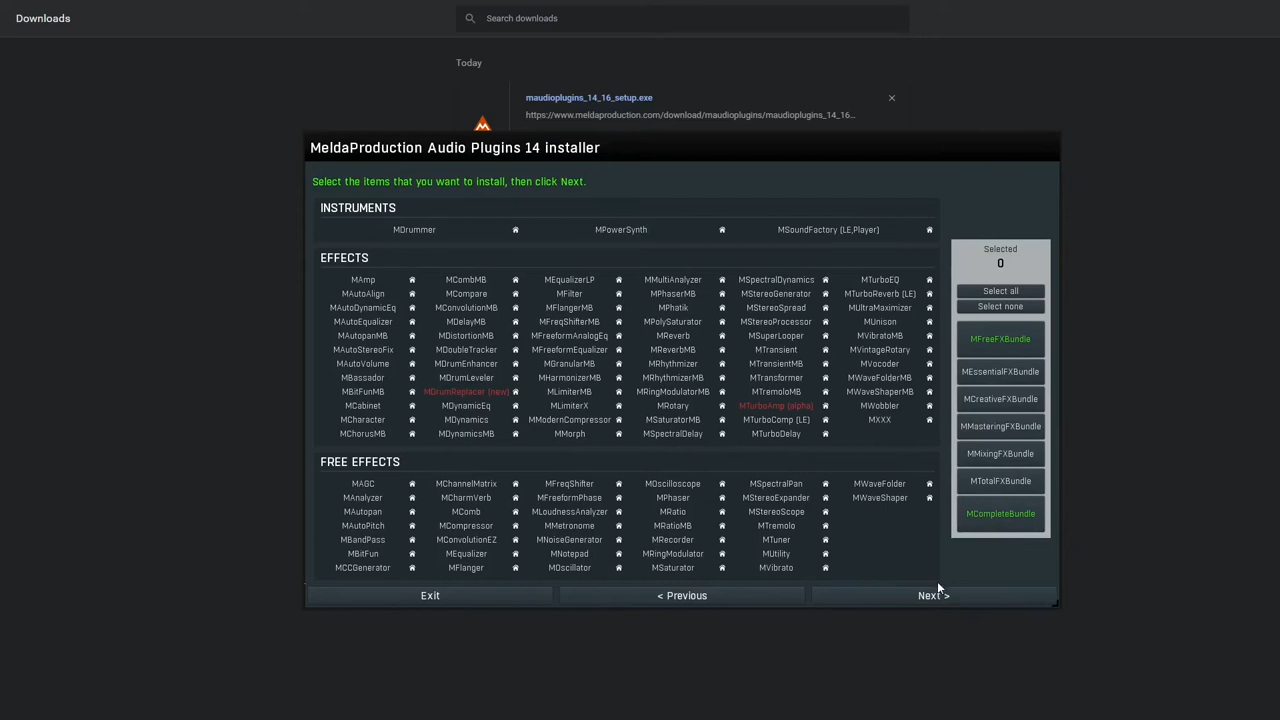 Downloads
Search downloads
Today
maudioplugins_14_16_setup.exe
https://www.meldaproduction.com/download/maudioplugins/maudioplugins_14_16...
MeldaProduction Audio Plugins 14 installer
Select the items that you want to install, then click Next.
INSTRUMENTS
MDrummer MPowerSynth MSoundFactory (LE,Player)
EFFECTS
MAmp MCombMB MEqualizerLP MMultiAnalyzer MSpectralDynamics MTurboEQ
MAutoAlign MCompare MFilter MPhaserMB MStereoGenerator MTurboReverb (LE)
MAutoDynamicEq MConvolutionMB MFlangerMB MPhatik MStereoSpread MUltraMaximizer
MAutoEqualizer MDelayMB MFreqShifterMB MPolySaturator MStereoProcessor MUnison
MAutopanMB MDistortionMB MFreeformAnalogEq MReverb MSuperLooper MVibratoMB
MAutoStereoFix MDoubleTracker MFreeformEqualizer MReverbMB MTransient MVintageRotary
MAutoVolume MDrumEnhancer MGranularMB MRhythmizer MTransientMB MVocoder
MBassador MDrumLeveler MHarmonizerMB MRhythmizerMB MTransformer MWaveFolderMB
MBitFunMB MDrumReplacer (new) MLimiterMB MRingModulatorMB MTremoloMB MWaveShaperMB
MCabinet MDynamicEq MLimiterX MRotary MTurboAmp (alpha) MWobbler
MCharacter MDynamics MModernCompressor MSaturatorMB MTurboComp (LE) MXXX
MChorusMB MDynamicsMB MMorph MSpectralDelay MTurboDelay
FREE EFFECTS
MAGC MChannelMatrix MFreqShifter MOscilloscope MSpectralPan MWaveFolder
MAnalyzer MCharmVerb MFreeformPhase MPhaser MStereoExpander MWaveShaper
MAutopan MComb MLoudnessAnalyzer MRatio MStereoScope
MAutoPitch MCompressor MMetronome MRatioMB MTremolo
MBandPass MConvolutionEZ MNoiseGenerator MRecorder MTuner
MBitFun MEqualizer MNotepad MRingModulator MUtility
MCCGenerator MFlanger MOscillator MSaturator MVibrato
Selected
0
Select all
Select none
MFreeFXBundle
MEssentialFXBundle
MCreativeFXBundle
MMasteringFXBundle
MMixingFXBundle
MTotalFXBundle
MCompleteBundle
Exit < Previous Next >